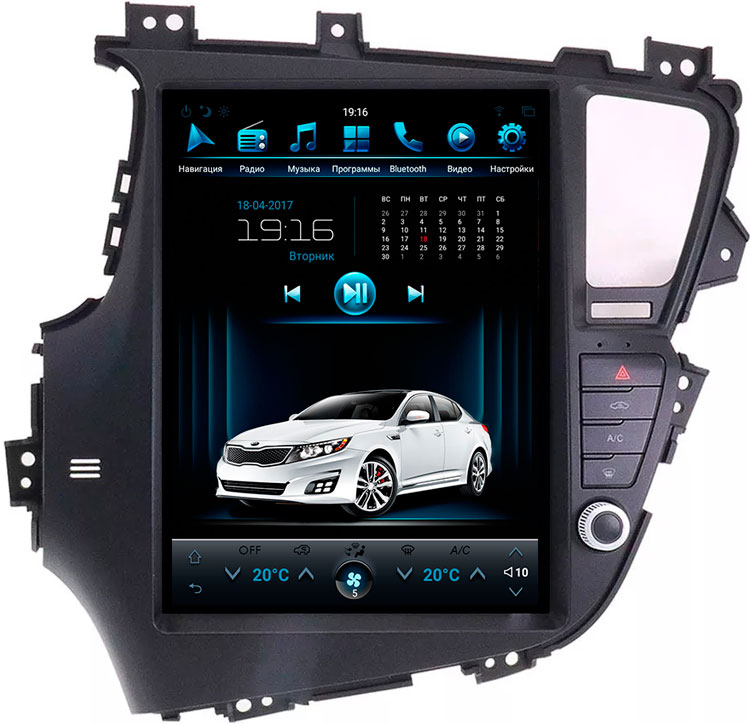 19:16
Навигация Радио Музыка Программы Bluetooth Видео Настройки
18-04-2017
19:16
Вторник
ВС ПН ВТ СР ЧТ ПТ СБ
26 27 28 29 30 31 1
2 3 4 5 6 7 8
9 10 11 12 13 14 15
16 17 18 19 20 21 22
23 24 25 26 27 28 29
30 1 2 3 4 5 6
A/C
OFF A/C
20°C 20°C 10
5